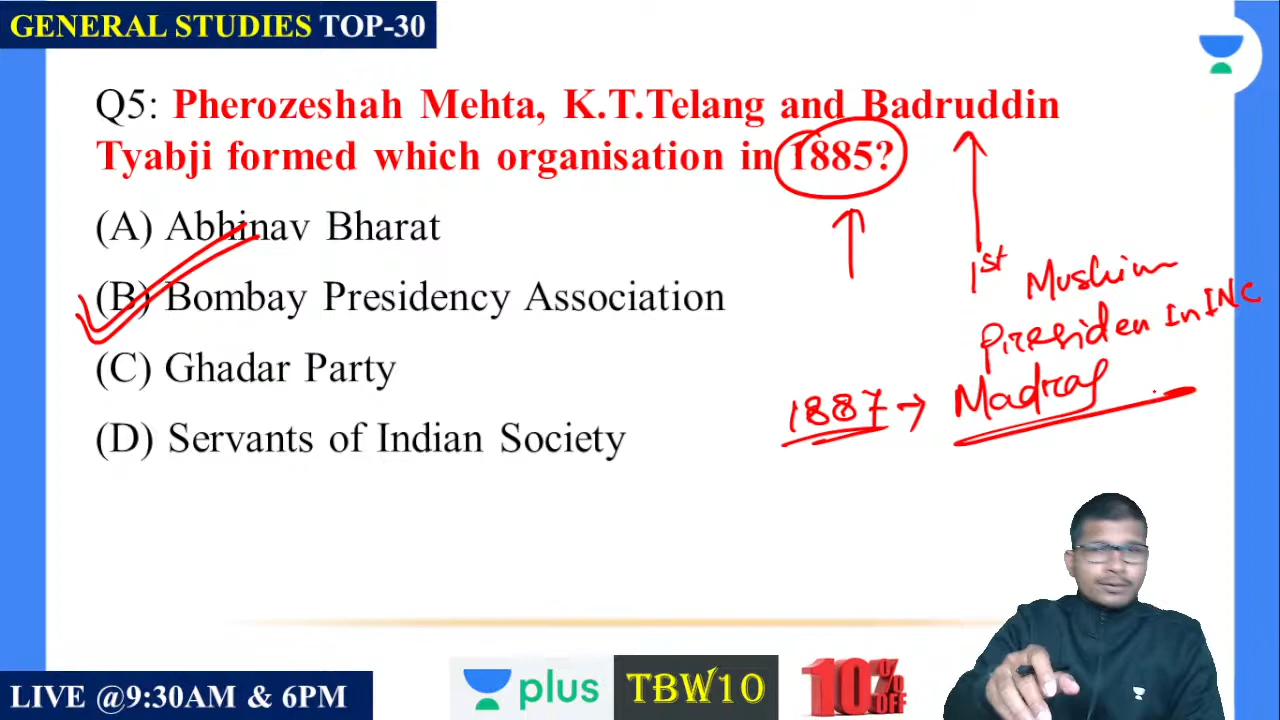 GENERAL STUDIES TOP-30
Q5: Pherozeshah Mehta, K.T.Telang and Badruddin
Tyabji formed which organisation in 1885?
(A) Abhinav Bharat
(B) Bombay Presidency Association
(C) Ghadar Party
(D) Servants of Indian Society
1st Muslim
Presiden In INC
1887 → Madras
LIVE @9:30AM & 6PM
plus
TBW10
10% OFF